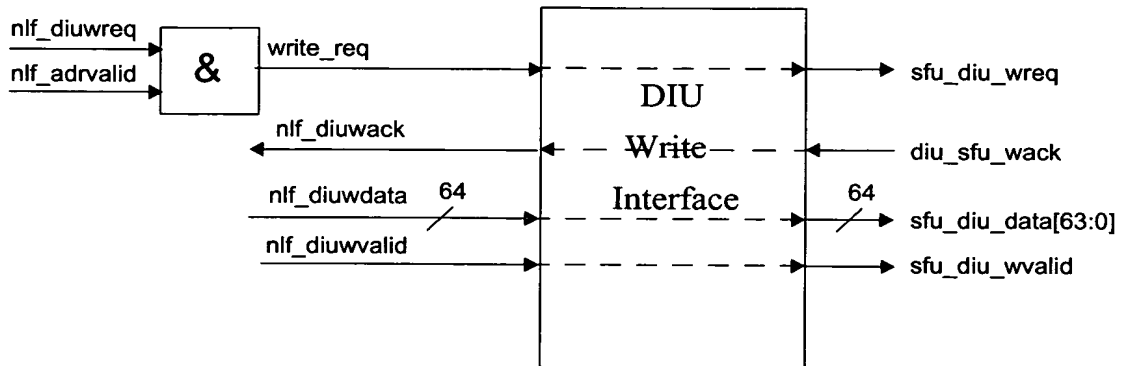 nlf_diuwreq
nlf_adrvalid
&
write_req
sfu_diu_wreq
DIU
nlf_diuwack
Write
diu_sfu_wack
nlf_diuwdata 64
Interface
64
sfu_diu_data[63:0]
nlf_diuwvalid
sfu_diu_wvalid